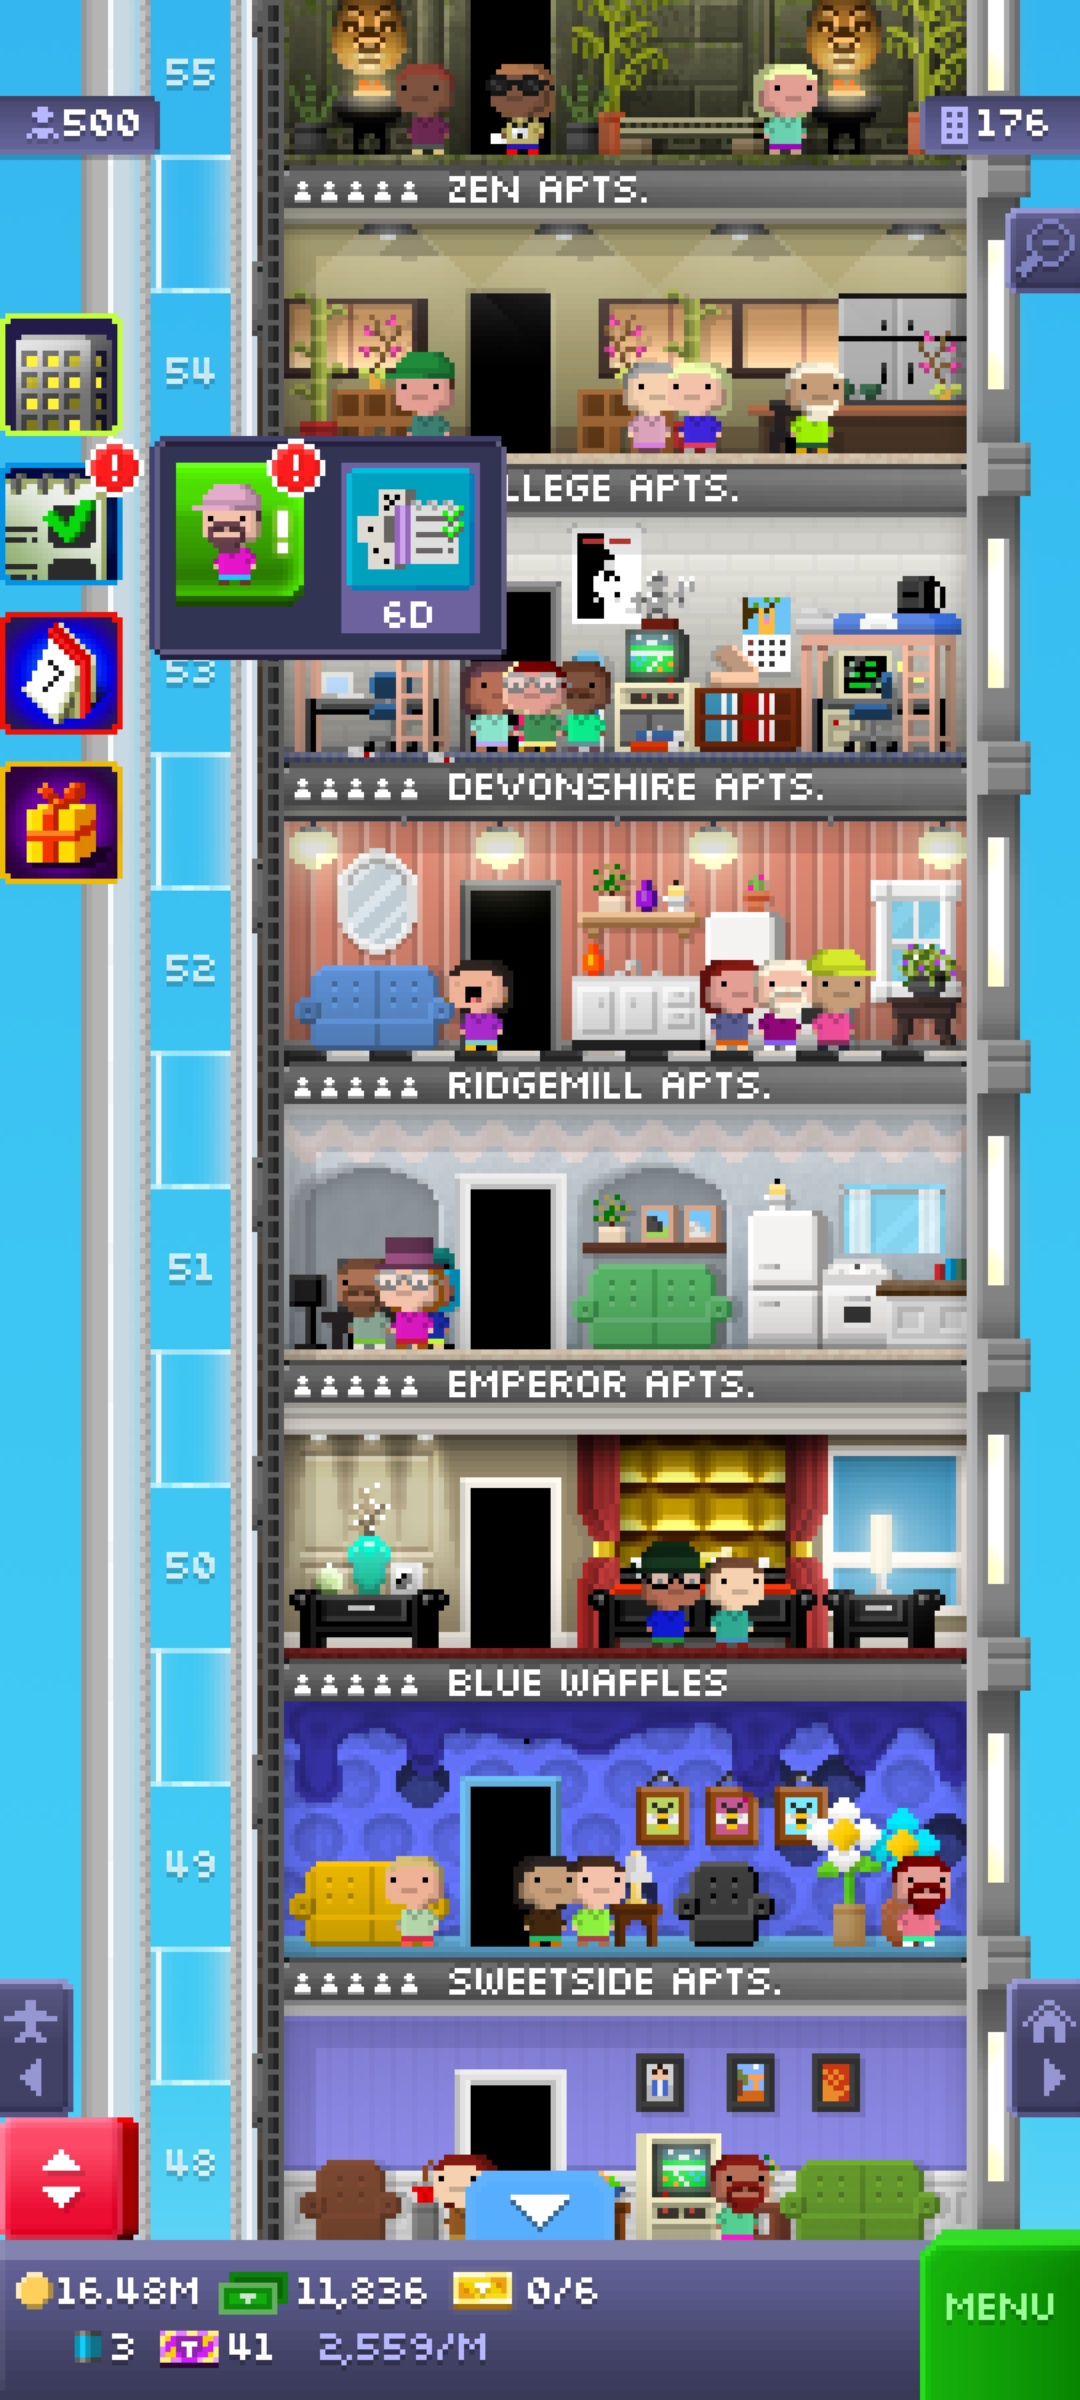 55
500
176
ZEN APTS.
54
LLEGE APTS.
!
!
!
6D
53
DEVONSHIRE APTS.
52
RIDGEMILL APTS.
51
EMPEROR APTS.
50
BLUE WAFFLES
49
SWEETSIDE APTS.
48
16.48M 11,836 0/6
3 T 41 2,559/M
MENU